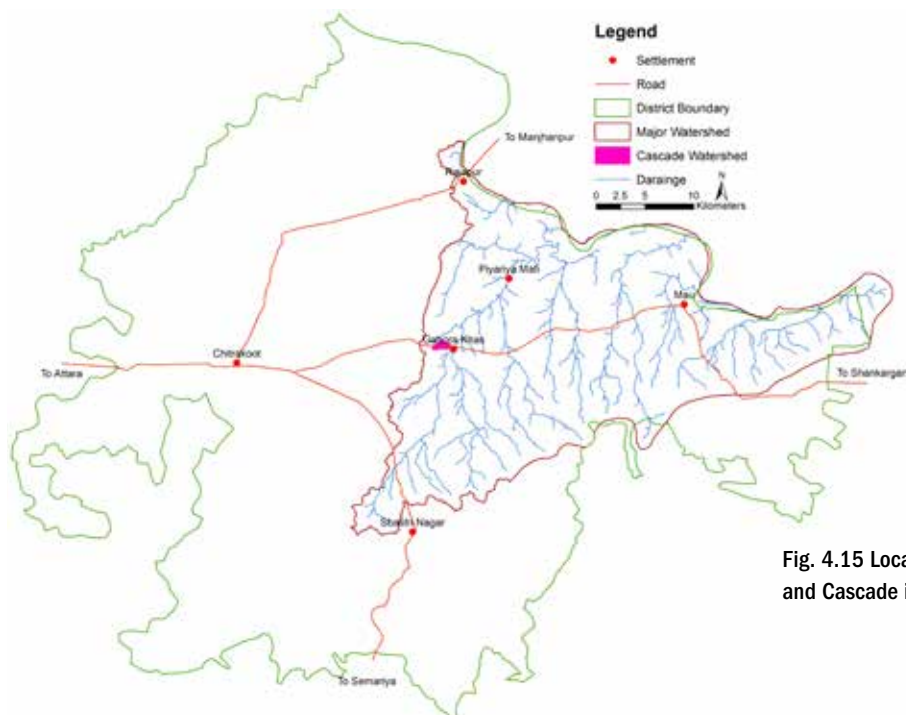 Legend
Settlement
Road
District Boundary
Major Watershed
Cascade Watershed
Darainge
N
0 2.5 5 10
Kilometers
To Manjhanpur
Piyariya Mafi
Mau
Chitrakoot
To Attara
To Shankargarh
Shastri Nagar
To Semariya
Fig. 4.15 Loca
and Cascade i